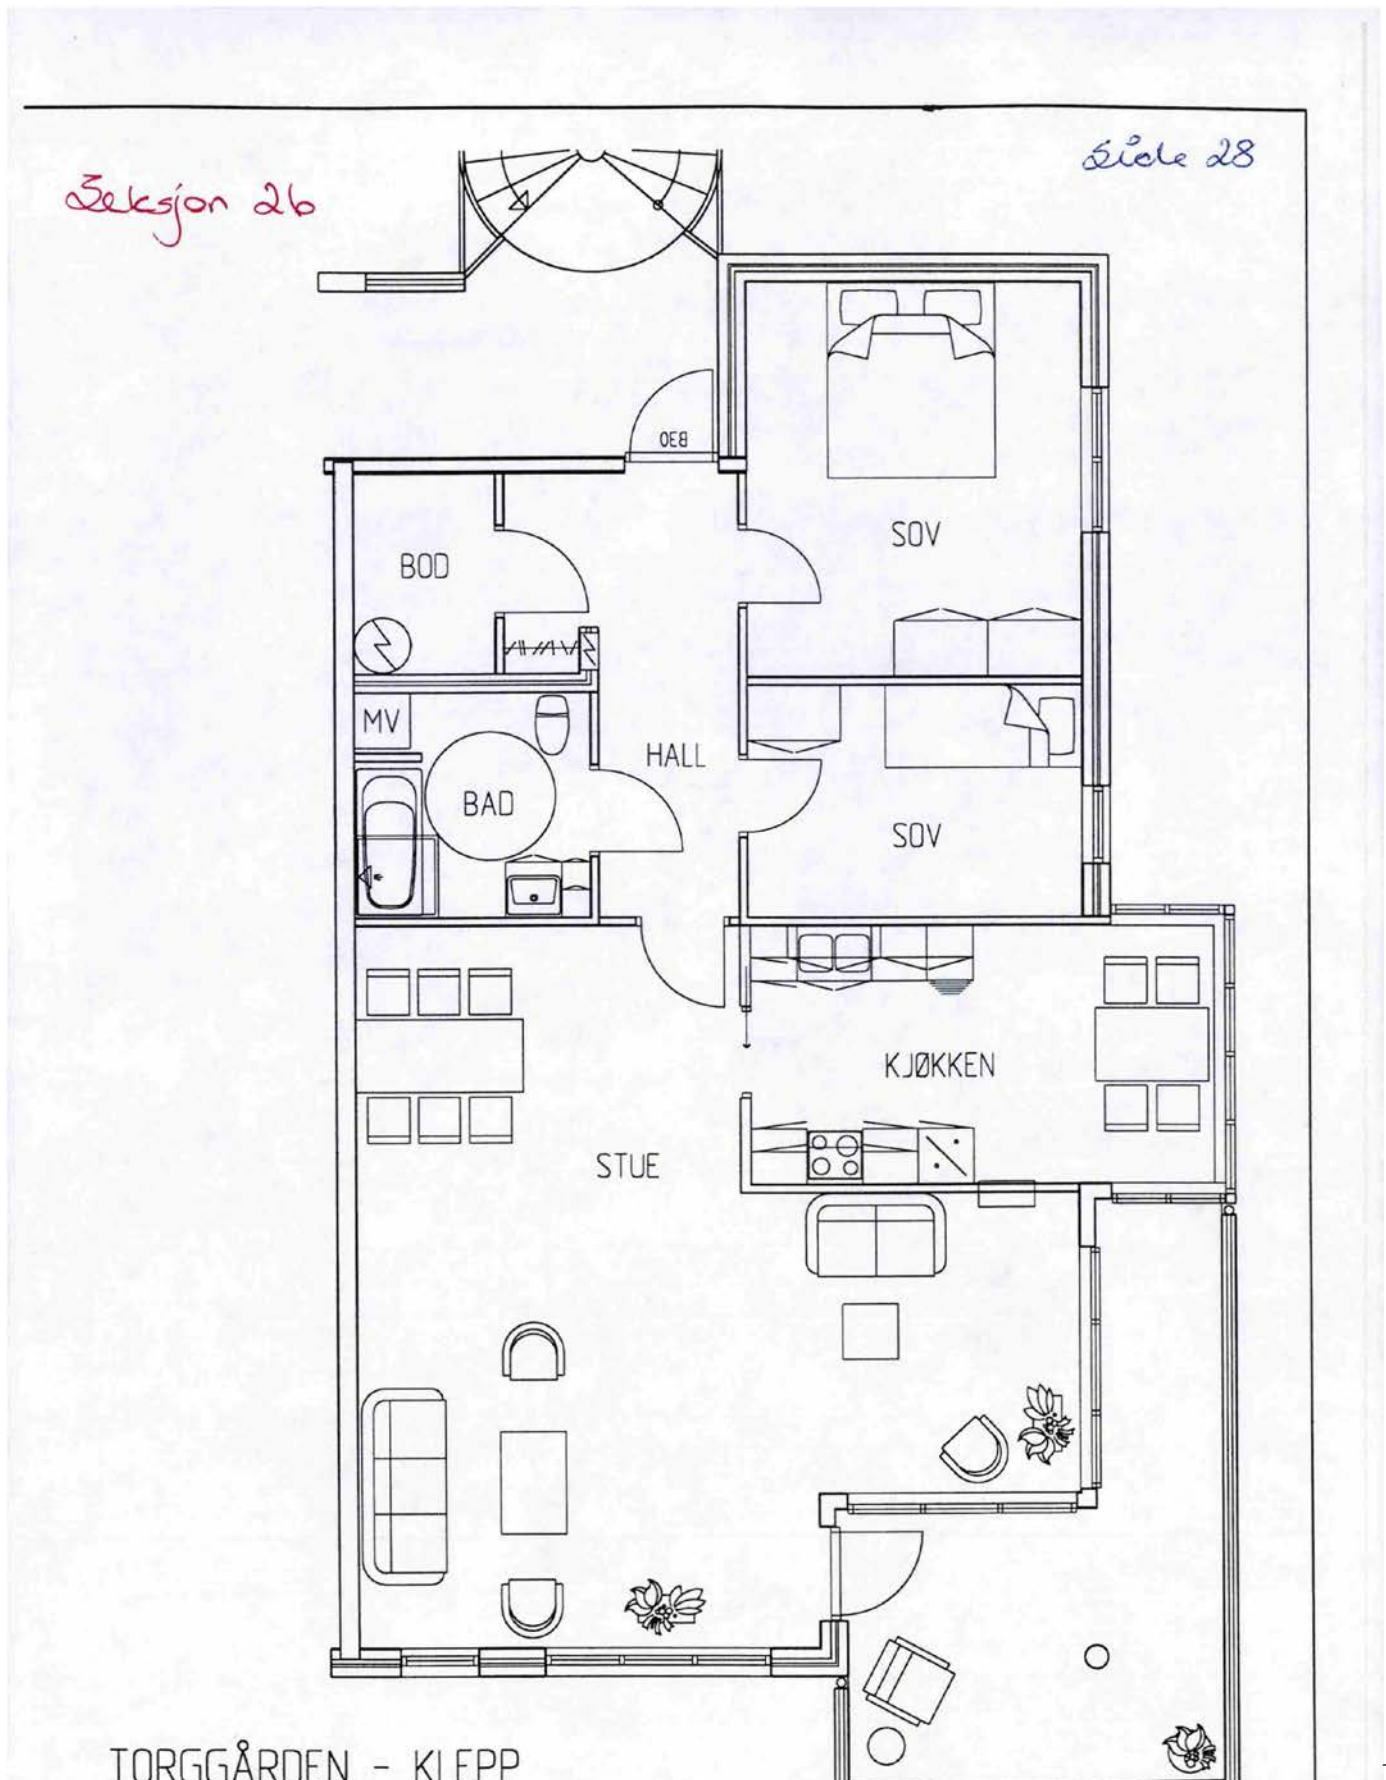 Side 28
Seksjon 26
B30
SOV
BOD
MV
HALL
BAD
SOV
KJØKKEN
STUE
TORGGÅRDEN - KLEPP